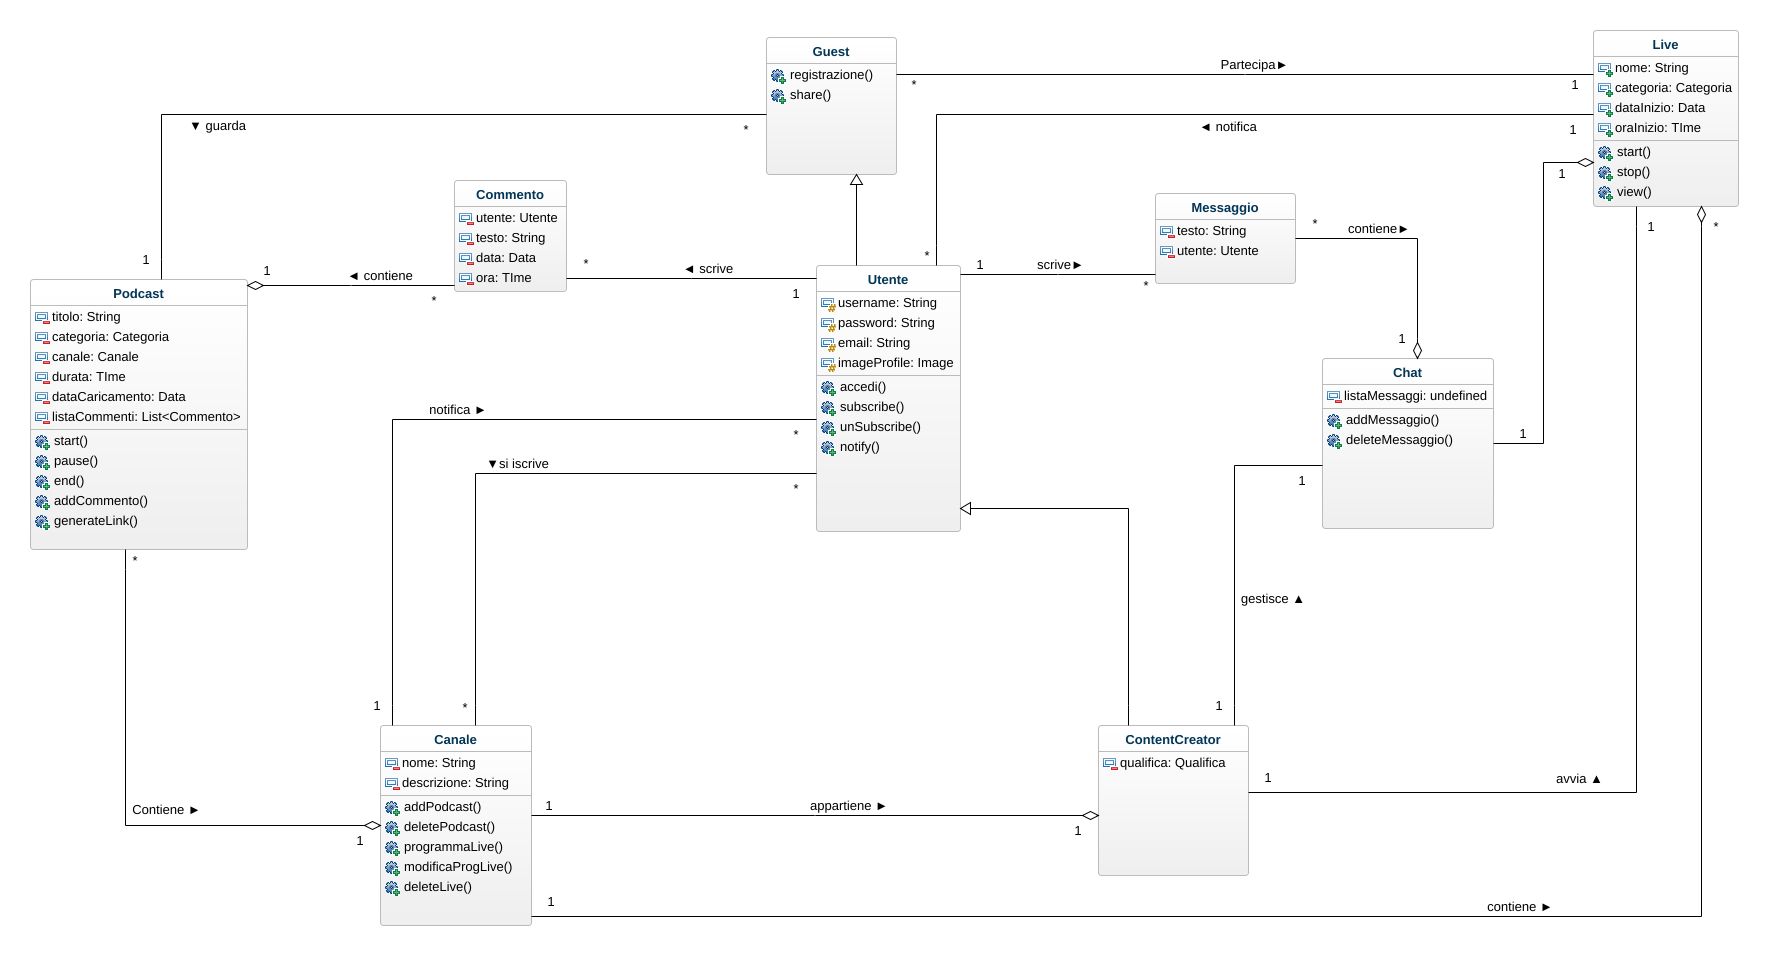 Guest
registrazione()
share()
Partecipa►
*
1
Live
nome: String
categoria: Categoria
dataInizio: Data
oraInizio: TIme
start()
stop()
view()
▼ guarda
*
1
◄ notifica
1
*
Commento
utente: Utente
testo: String
data: Data
ora: TIme
Messaggio
testo: String
utente: Utente
*
contiene►
1
1
1
1
*
◄ contiene
1
*
◄ scrive
*
1
1
scrive►
*
Podcast
titolo: String
categoria: Categoria
canale: Canale
durata: TIme
dataCaricamento: Data
listaCommenti: List<Commento>
start()
pause()
end()
addCommento()
generateLink()
Utente
username: String
password: String
email: String
imageProfile: Image
accedi()
subscribe()
unSubscribe()
notify()
Chat
listaMessaggi: undefined
addMessaggio()
deleteMessaggio()
notifica ►
*
1
▼si iscrive
*
*
1
gestisce ▲
1
*
Contiene ►
1
Canale
nome: String
descrizione: String
addPodcast()
deletePodcast()
programmaLive()
modificaProgLive()
deleteLive()
ContentCreator
qualifica: Qualifica
1
avvia ▲
1
appartiene ►
1
1
contiene ►